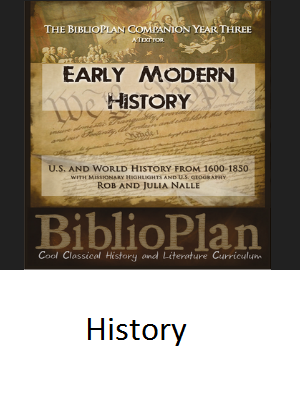 THE BIBLIOPLAN COMPANION YEAR THREE
A TEXT FOR
EARLY MODERN
HISTORY
We the People
U.S. AND WORLD HISTORY FROM 1600-1850
WITH MISSIONARY HIGHLIGHTS AND U.S. GEOGRAPHY
ROB AND JULIA NALLE
BiblioPlan
Cool Classical History and Literature Curriculum
History